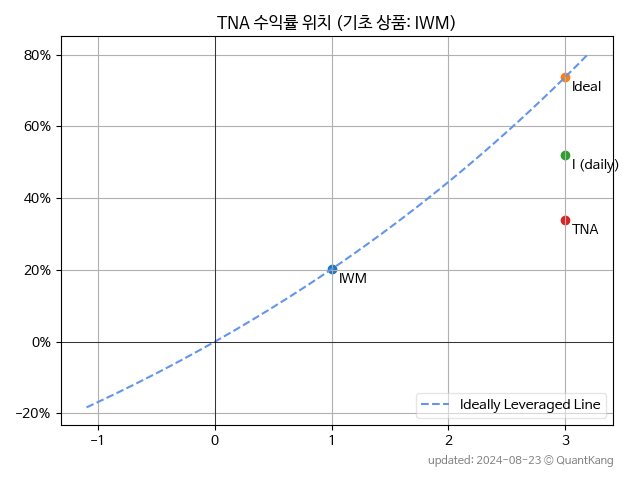 TNA 수익률 위치 (기초 상품: IWM)
80%
60%
40%
20%
0%
−20%
Ideal
I (daily)
TNA
IWM
Ideally Leveraged Line
−1 0 1 2 3
updated: 2024-08-23 © QuantKang